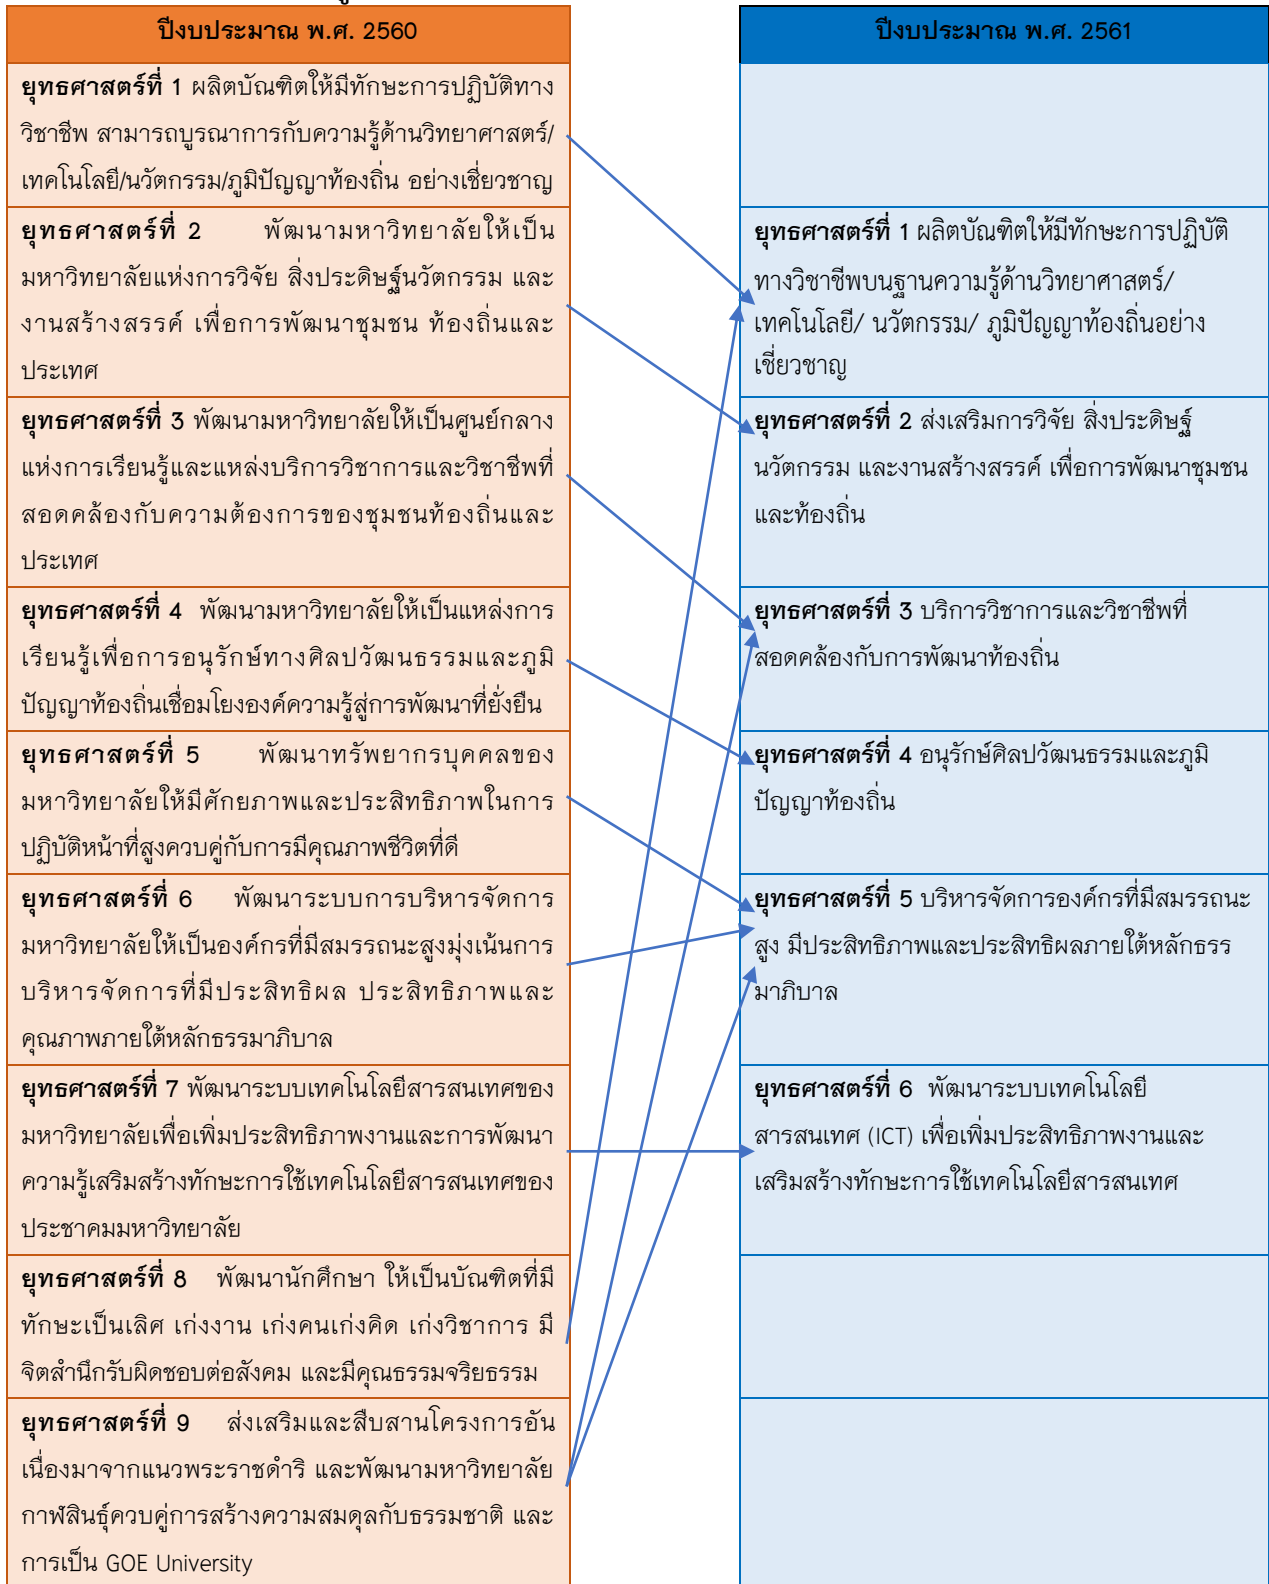 ปีงบประมาณ พ.ศ. 2560
ยุทธศาสตร์ที่ 1 ผลิตบัณฑิตให้มีทักษะการปฏิบัติทาง
วิชาชีพ สามารถบูรณาการกับความรู้ด้านวิทยาศาสตร์/
เทคโนโลยี/นวัตกรรม/ภูมิปัญญาท้องถิ่น อย่างเชี่ยวชาญ
ยุทธศาสตร์ที่ 2 พัฒนามหาวิทยาลัยให้เป็น
มหาวิทยาลัยแห่งการวิจัย สิ่งประดิษฐ์นวัตกรรม และ
งานสร้างสรรค์ เพื่อการพัฒนาชุมชน ท้องถิ่นและ
ประเทศ
ยุทธศาสตร์ที่ 3 พัฒนามหาวิทยาลัยให้เป็นศูนย์กลาง
แห่งการเรียนรู้และแหล่งบริการวิชาการและวิชาชีพที่
สอดคล้องกับความต้องการของชุมชนท้องถิ่นและ
ประเทศ
ยุทธศาสตร์ที่ 4 พัฒนามหาวิทยาลัยให้เป็นแหล่งการ
เรียนรู้เพื่อการอนุรักษ์ทางศิลปวัฒนธรรมและภูมิ
ปัญญาท้องถิ่นเชื่อมโยงองค์ความรู้สู่การพัฒนาที่ยั่งยืน
ยุทธศาสตร์ที่ 5 พัฒนาทรัพยากรบุคคลของ
มหาวิทยาลัยให้มีศักยภาพและประสิทธิภาพในการ
ปฏิบัติหน้าที่สูงควบคู่กับการมีคุณภาพชีวิตที่ดี
ยุทธศาสตร์ที่ 6 พัฒนาระบบการบริหารจัดการ
มหาวิทยาลัยให้เป็นองค์กรที่มีสมรรถนะสูงมุ่งเน้นการ
บริหารจัดการที่มีประสิทธิผล ประสิทธิภาพและ
คุณภาพภายใต้หลักธรรมาภิบาล
ยุทธศาสตร์ที่ 7 พัฒนาระบบเทคโนโลยีสารสนเทศของ
มหาวิทยาลัยเพื่อเพิ่มประสิทธิภาพงานและการพัฒนา
ความรู้เสริมสร้างทักษะการใช้เทคโนโลยีสารสนเทศของ
ประชาคมมหาวิทยาลัย
ยุทธศาสตร์ที่ 8 พัฒนานักศึกษา ให้เป็นบัณฑิตที่มี
ทักษะเป็นเลิศ เก่งงาน เก่งคนเก่งคิด เก่งวิชาการ มี
จิตสำนึกรับผิดชอบต่อสังคม และมีคุณธรรมจริยธรรม
ยุทธศาสตร์ที่ 9 ส่งเสริมและสืบสานโครงการอัน
เนื่องมาจากแนวพระราชดำริ และพัฒนามหาวิทยาลัย
กาฬสินธุ์ควบคู่การสร้างความสมดุลกับธรรมชาติ และ
การเป็น GOE University
ปีงบประมาณ พ.ศ. 2561
ยุทธศาสตร์ที่ 1 ผลิตบัณฑิตให้มีทักษะการปฏิบัติ
ทางวิชาชีพบนฐานความรู้ด้านวิทยาศาสตร์/
เทคโนโลยี/ นวัตกรรม/ ภูมิปัญญาท้องถิ่นอย่าง
เชี่ยวชาญ
ยุทธศาสตร์ที่ 2 ส่งเสริมการวิจัย สิ่งประดิษฐ์
นวัตกรรม และงานสร้างสรรค์ เพื่อการพัฒนาชุมชน
และท้องถิ่น
ยุทธศาสตร์ที่ 3 บริการวิชาการและวิชาชีพที่
สอดคล้องกับการพัฒนาท้องถิ่น
ยุทธศาสตร์ที่ 4 อนุรักษ์ศิลปวัฒนธรรมและภูมิ
ปัญญาท้องถิ่น
ยุทธศาสตร์ที่ 5 บริหารจัดการองค์กรที่มีสมรรถนะ
สูง มีประสิทธิภาพและประสิทธิผลภายใต้หลักธรร
มาภิบาล
ยุทธศาสตร์ที่ 6 พัฒนาระบบเทคโนโลยี
สารสนเทศ (ICT) เพื่อเพิ่มประสิทธิภาพงานและ
เสริมสร้างทักษะการใช้เทคโนโลยีสารสนเทศ